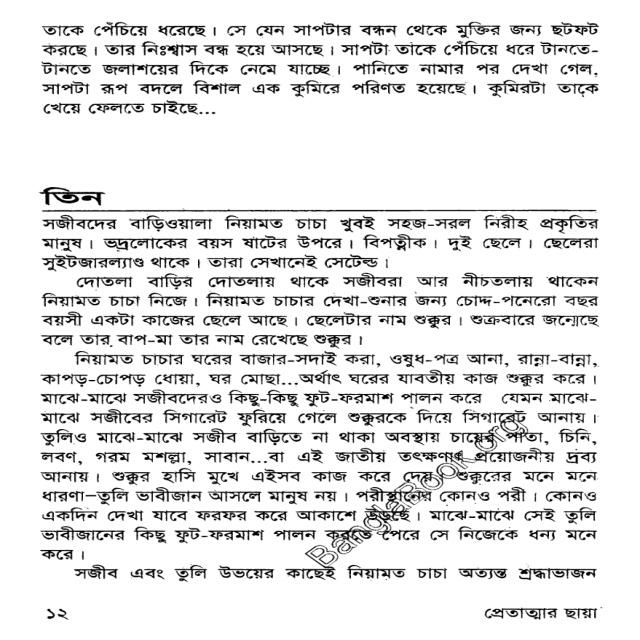 তাকে পেঁচিয়ে ধরেছে। সে যেন সাপটার বন্ধন থেকে মুক্তির জন্য ছটফট
করছে। তার নিঃশ্বাস বন্ধ হয়ে আসছে। সাপটা তাকে পেঁচিয়ে ধরে টানতে-
টানতে জলাশয়ের দিকে নেমে যাচ্ছে। পানিতে নামার পর দেখা গেল,
সাপটা রূপ বদলে বিশাল এক কুমিরে পরিণত হয়েছে। কুমিরটা তাকে
খেয়ে ফেলতে চাইছে...
তিন
সজীবদের বাড়িওয়ালা নিয়ামত চাচা খুবই সহজ-সরল নিরীহ প্রকৃতির
মানুষ। ভদ্রলোকের বয়স ষাটের উপরে। বিপত্নীক। দুই ছেলে। ছেলেরা
সুইটজারল্যাণ্ড থাকে। তারা সেখানেই সেটেল্ড।
দোতলা বাড়ির দোতলায় থাকে সজীবরা আর নীচতলায় থাকেন
নিয়ামত চাচা নিজে। নিয়ামত চাচার দেখা-শুনার জন্য চোদ্দ-পনেরো বছর
বয়সী একটা কাজের ছেলে আছে। ছেলেটার নাম শুক্কুর। শুক্রবারে জন্মেছে
বলে তার বাপ-মা তার নাম রেখেছে শুক্কুর।
নিয়ামত চাচার ঘরের বাজার-সদাই করা, ওষুধ-পত্র আনা, রান্না-বান্না,
কাপড়-চোপড় ধোয়া, ঘর মোছা...অর্থাৎ ঘরের যাবতীয় কাজ শুক্কুর করে।
মাঝে-মাঝে সজীবদেরও কিছু-কিছু ফুট-ফরমাশ পালন করে যেমন মাঝে-
মাঝে সজীবের সিগারেট ফুরিয়ে গেলে শুক্কুরকে দিয়ে সিগারেট আনায়।
তুলিও মাঝে-মাঝে সজীব বাড়িতে না থাকা অবস্থায় চায়ের পাতা, চিনি,
লবণ, গরম মশল্লা, সাবান...বা এই জাতীয় তৎক্ষণাৎ প্রয়োজনীয় দ্রব্য
আনায়। শুক্কুর হাসি মুখে এইসব কাজ করে দেয়। শুক্কুরের মনে মনে
ধারণা–তুলি ভাবীজান আসলে মানুষ নয়। পরীস্থানের কোনও পরী। কোনও
একদিন দেখা যাবে ফরফর করে আকাশে উড়ছে। মাঝে-মাঝে সেই তুলি
ভাবীজানের কিছু ফুট-ফরমাশ পালন করতে পেরে সে নিজেকে ধন্য মনে
করে।
সজীব এবং তুলি উভয়ের কাছেই নিয়ামত চাচা অত্যন্ত শ্রদ্ধাভাজন
১২ প্রেতাত্মার ছায়া
BanglaBook.org